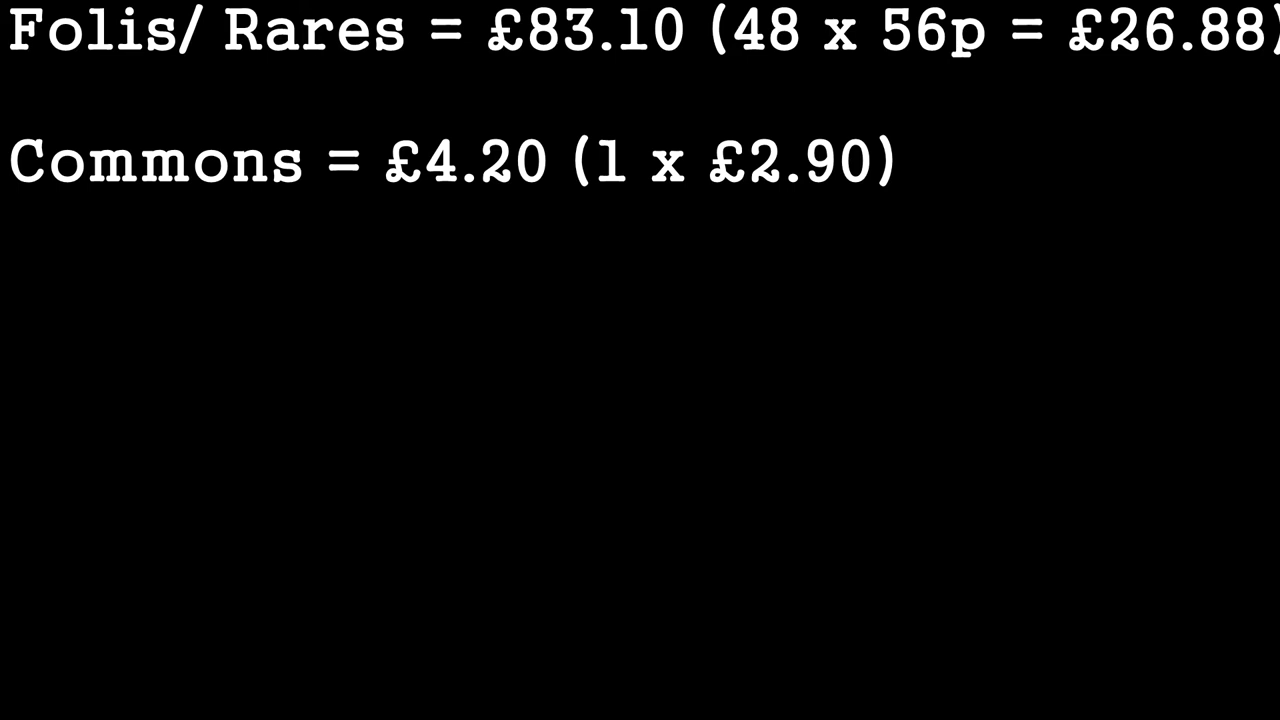 Folis/ Rares = £83.10 (48 x 56p = £26.88)
Commons = £4.20 (1 x £2.90)